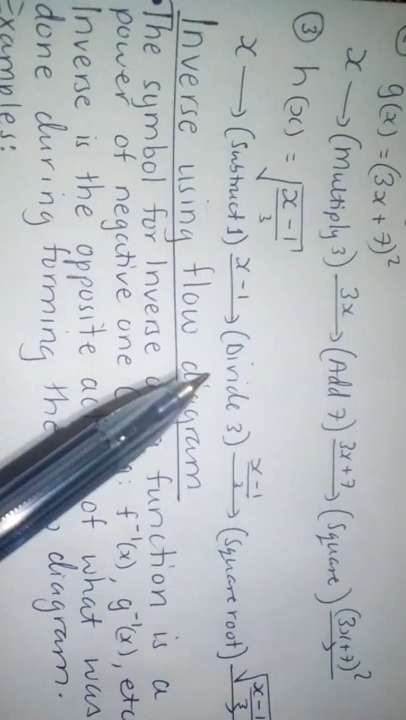 g(x) = (3x + 7)²
x → (Multiply 3) 3x → (Add 7) 3x+7 → (Square) (3x+7)² →
③ h(x) = √((x - 1)/3)
x → (Subtract 1) x-1 → (Divide 3) (x-1)/3 → (Square root) √((x-1)/3)
Inverse using flow diagram
• The symbol for Inverse function is a
power of negative one : f⁻¹(x), g⁻¹(x), etc
Inverse is the opposite of what was
done during forming the diagram.
Examples: